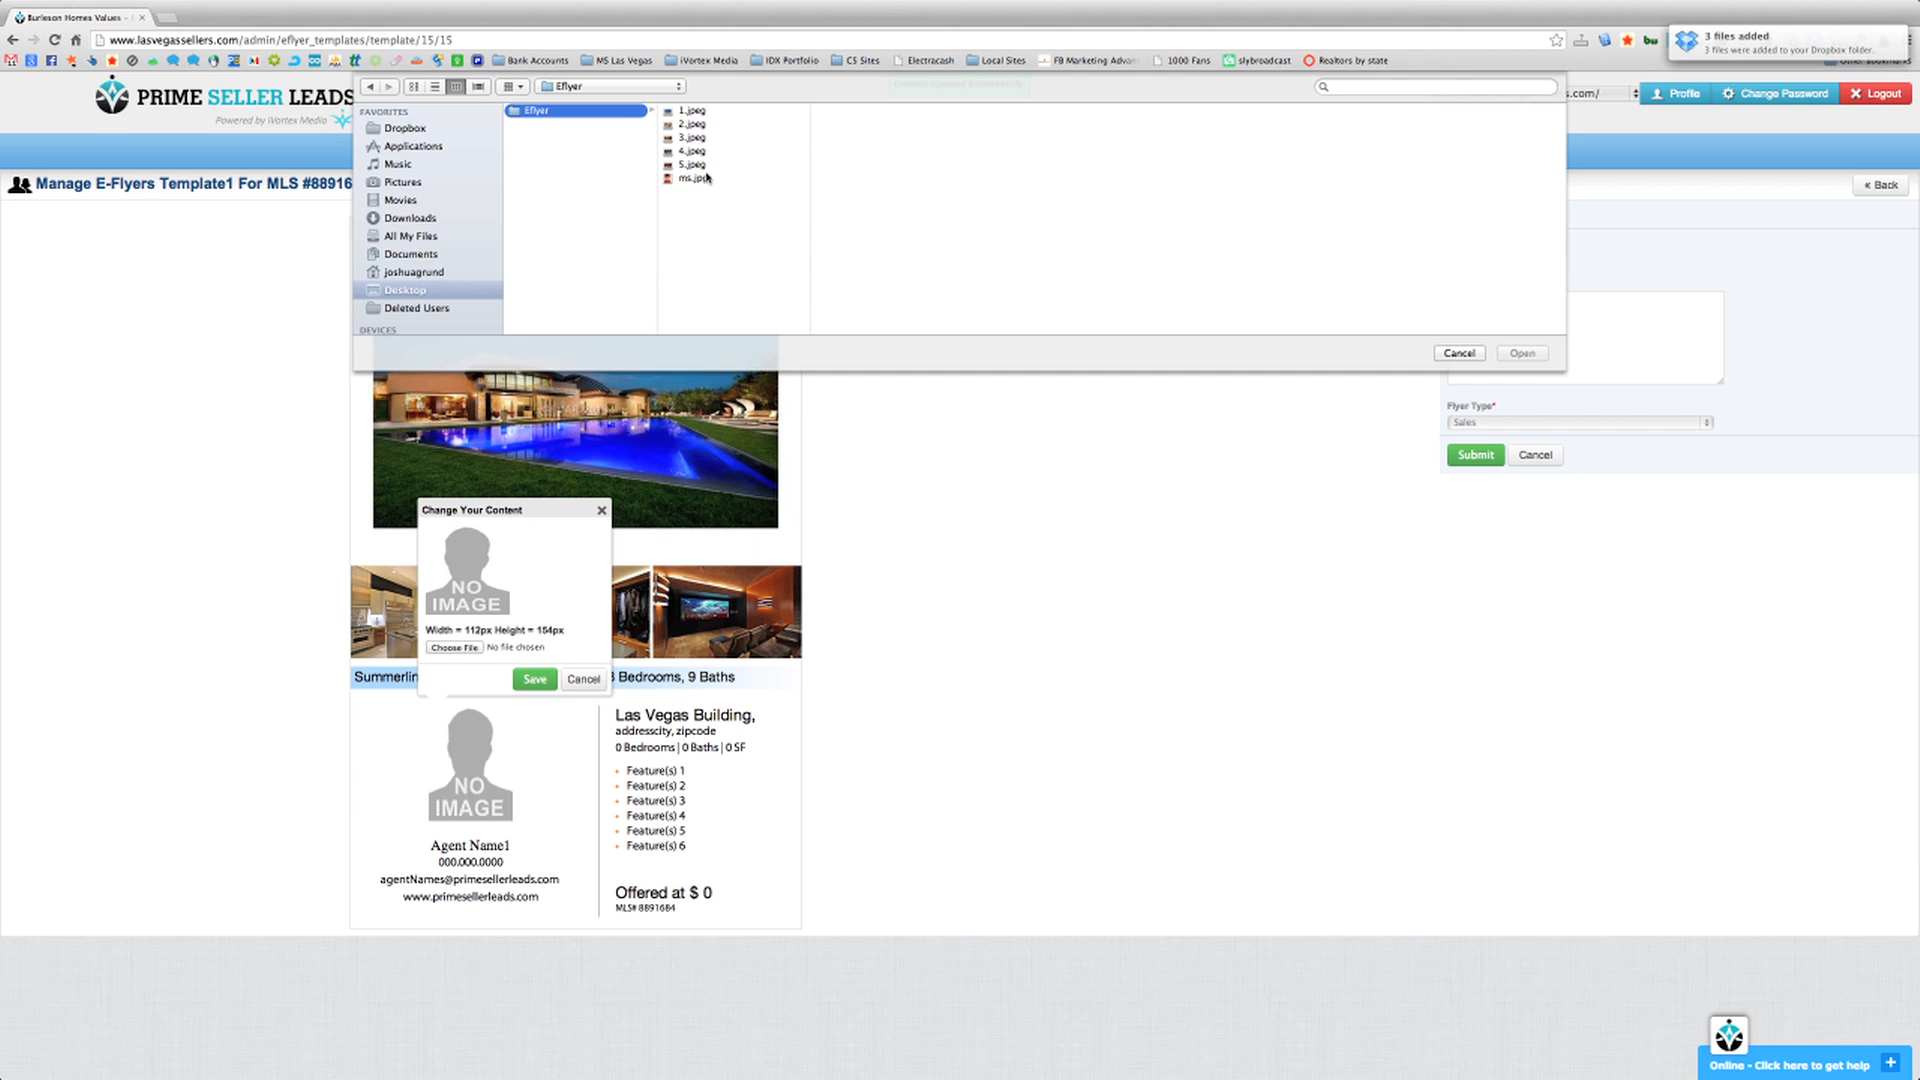 Burleson Homes Values -
www.lasvegassellers.com/admin/eflyer_templates/template/15/15
3 files added
3 files were added to your Dropbox folder.
Bank Accounts
MS Las Vegas
iVortex Media
IDX Portfolio
CS Sites
Electracash
Local Sites
FB Marketing Advan
1000 Fans
slybroadcast
Realtors by state
Other Bookmarks
PRIME SELLER LEADS
Powered by iVortex Media
Eflyer
s.com/
Profile
Change Password
Logout
Manage E-Flyers Template1 For MLS #88916
« Back
FAVORITES
Dropbox
Applications
Music
Pictures
Movies
Downloads
All My Files
Documents
joshuagrund
Desktop
Deleted Users
DEVICES
Eflyer
1.jpeg
2.jpeg
3.jpeg
4.jpeg
5.jpeg
ms.jpg
Cancel
Open
Flyer Type*
Sales
Submit
Cancel
Change Your Content
NO
IMAGE
Width = 112px Height = 154px
Choose File No file chosen
Save
Cancel
Summerlin
Bedrooms, 9 Baths
NO
IMAGE
Agent Name1
000.000.0000
agentNames@primesellerleads.com
www.primesellerleads.com
Las Vegas Building,
addresscity, zipcode
0 Bedrooms | 0 Baths | 0 SF
Feature(s) 1
Feature(s) 2
Feature(s) 3
Feature(s) 4
Feature(s) 5
Feature(s) 6
Offered at $ 0
MLS# 8891684
Online - Click here to get help